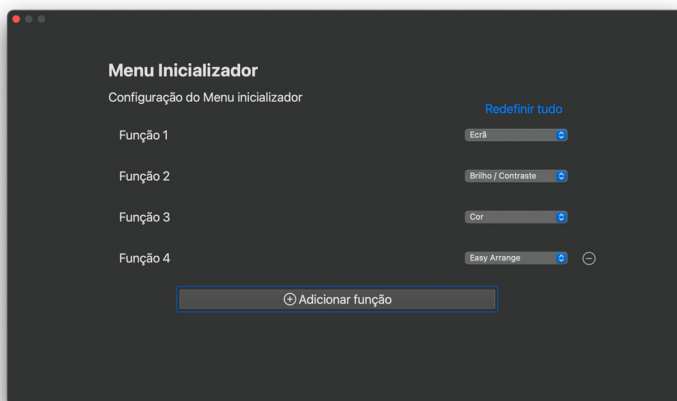 Menu Inicializador
Configuração do Menu inicializador
Redefinir tudo
Função 1
Ecrã
Função 2
Brilho / Contraste
Função 3
Cor
Função 4
Easy Arrange
Adicionar função